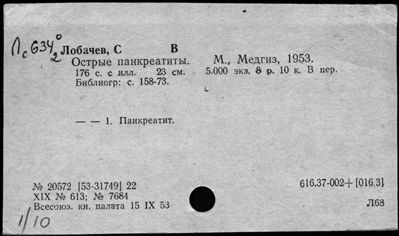 Лс 634°
2
Лобачев, С В
Острые панкреатиты. М., Медгиз, 1953.
176 с. с илл. 23 см. 5.000 экз. 8 р. 10 к. В пер.
Библиогр: с. 158-73.
— — 1. Панкреатит.
№ 20572 [53-31749] 22 616.37-002+[016.3]
XIX № 613; № 7684
Всесоюз. кн. палата 15 IX 53 Л68
1/10